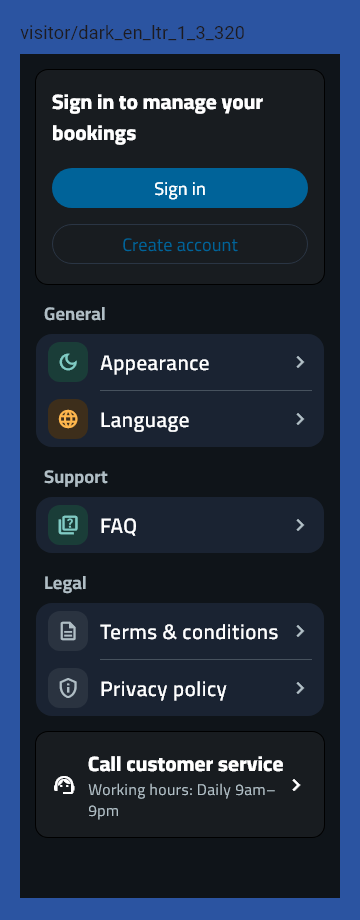 visitor/dark_en_ltr_1_3_320
Sign in to manage your
bookings
Sign in
Create account
General
Appearance
Language
Support
FAQ
Legal
Terms & conditions
Privacy policy
Call customer service
Working hours: Daily 9am–
9pm